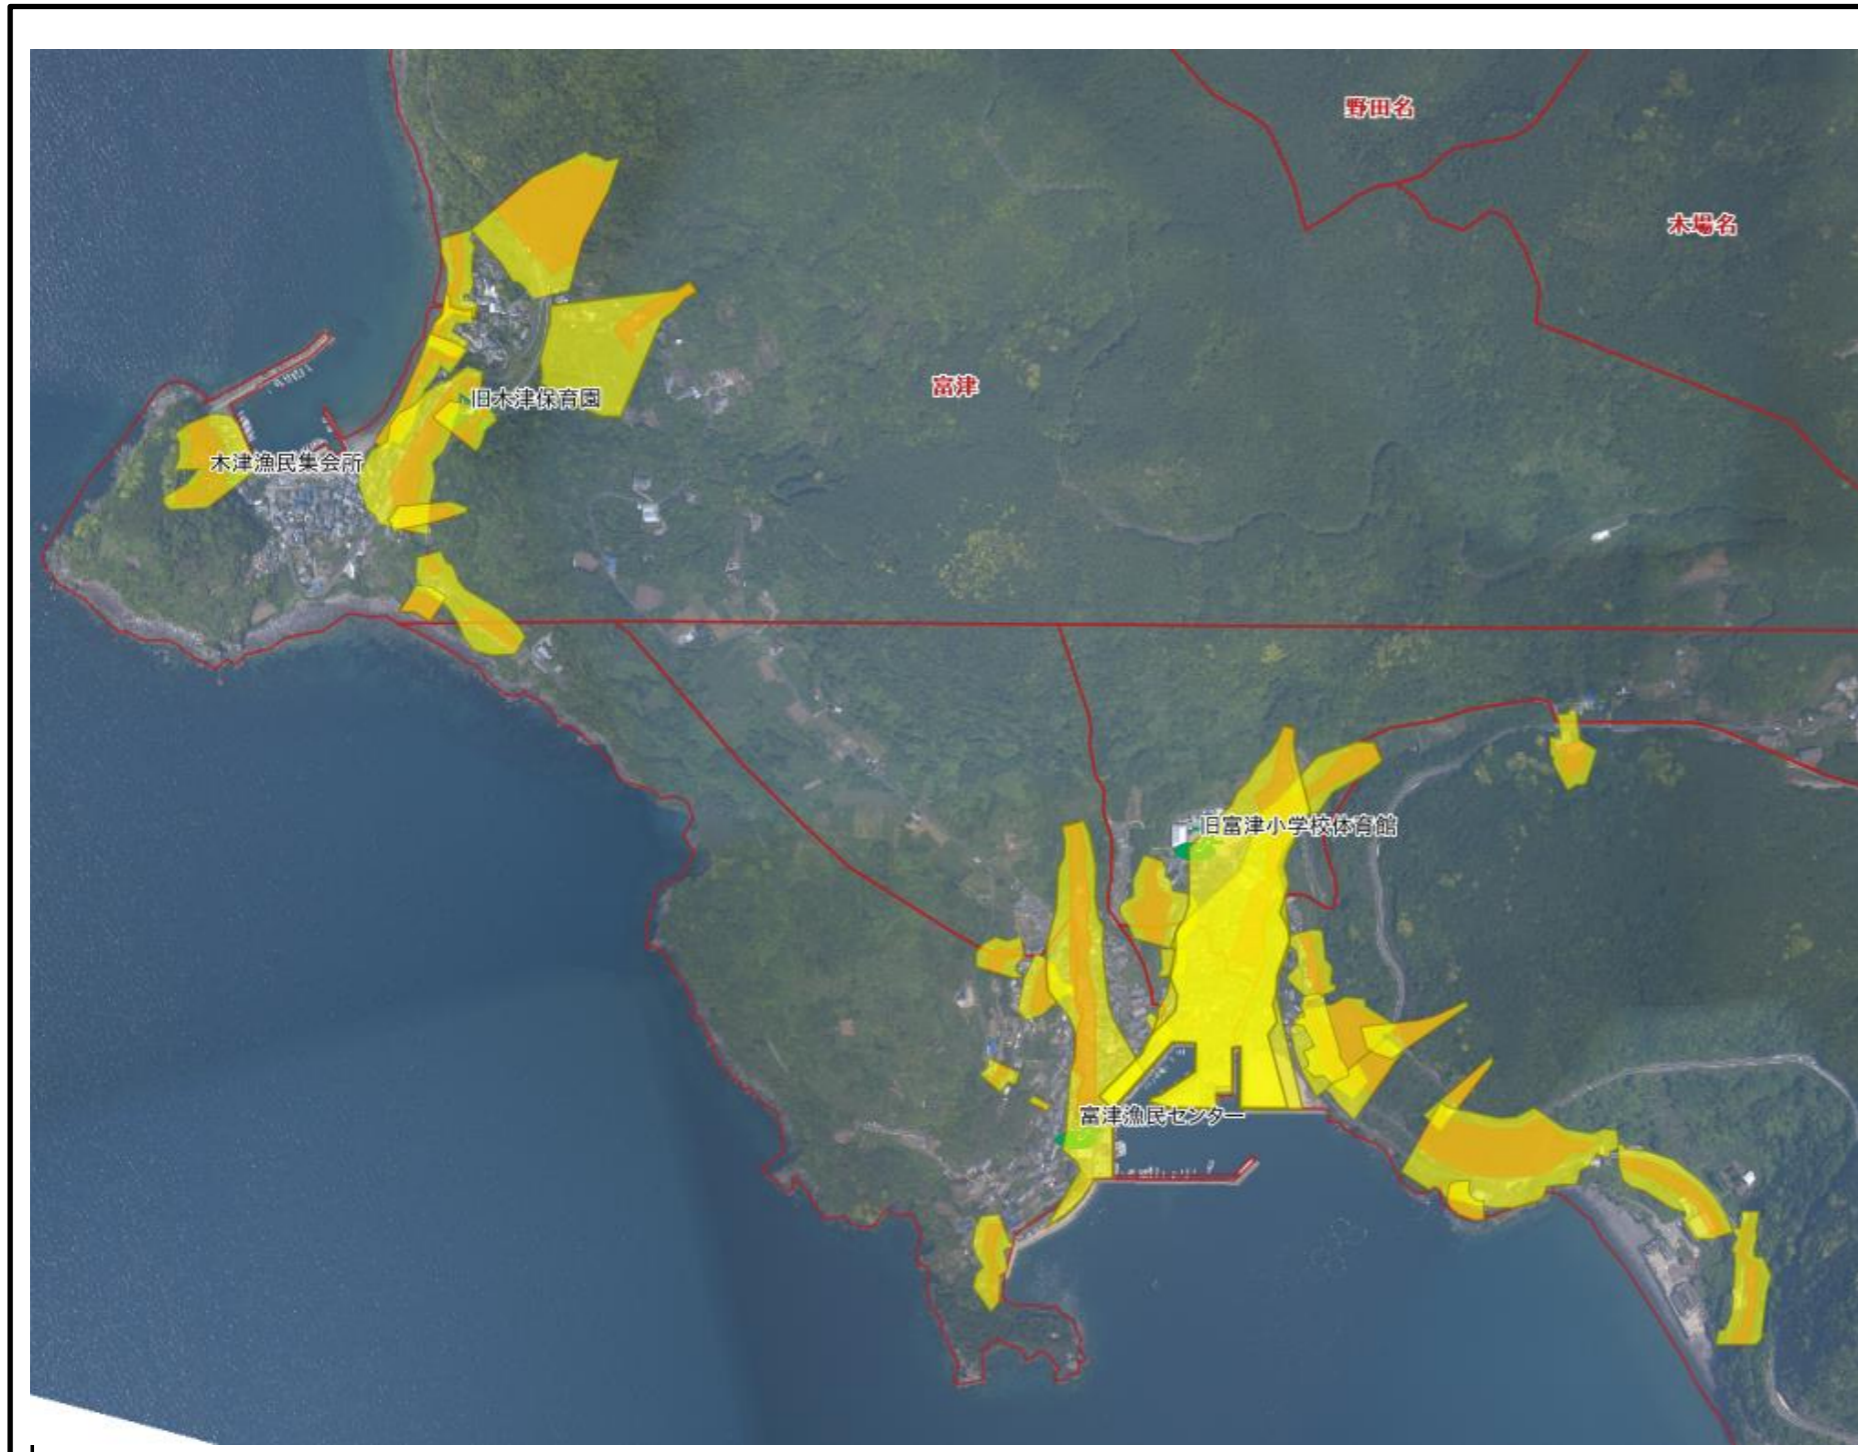 野田名
木場名
富津
旧木津保育園
木津漁民集会所
旧富津小学校体育館
富津漁民センター